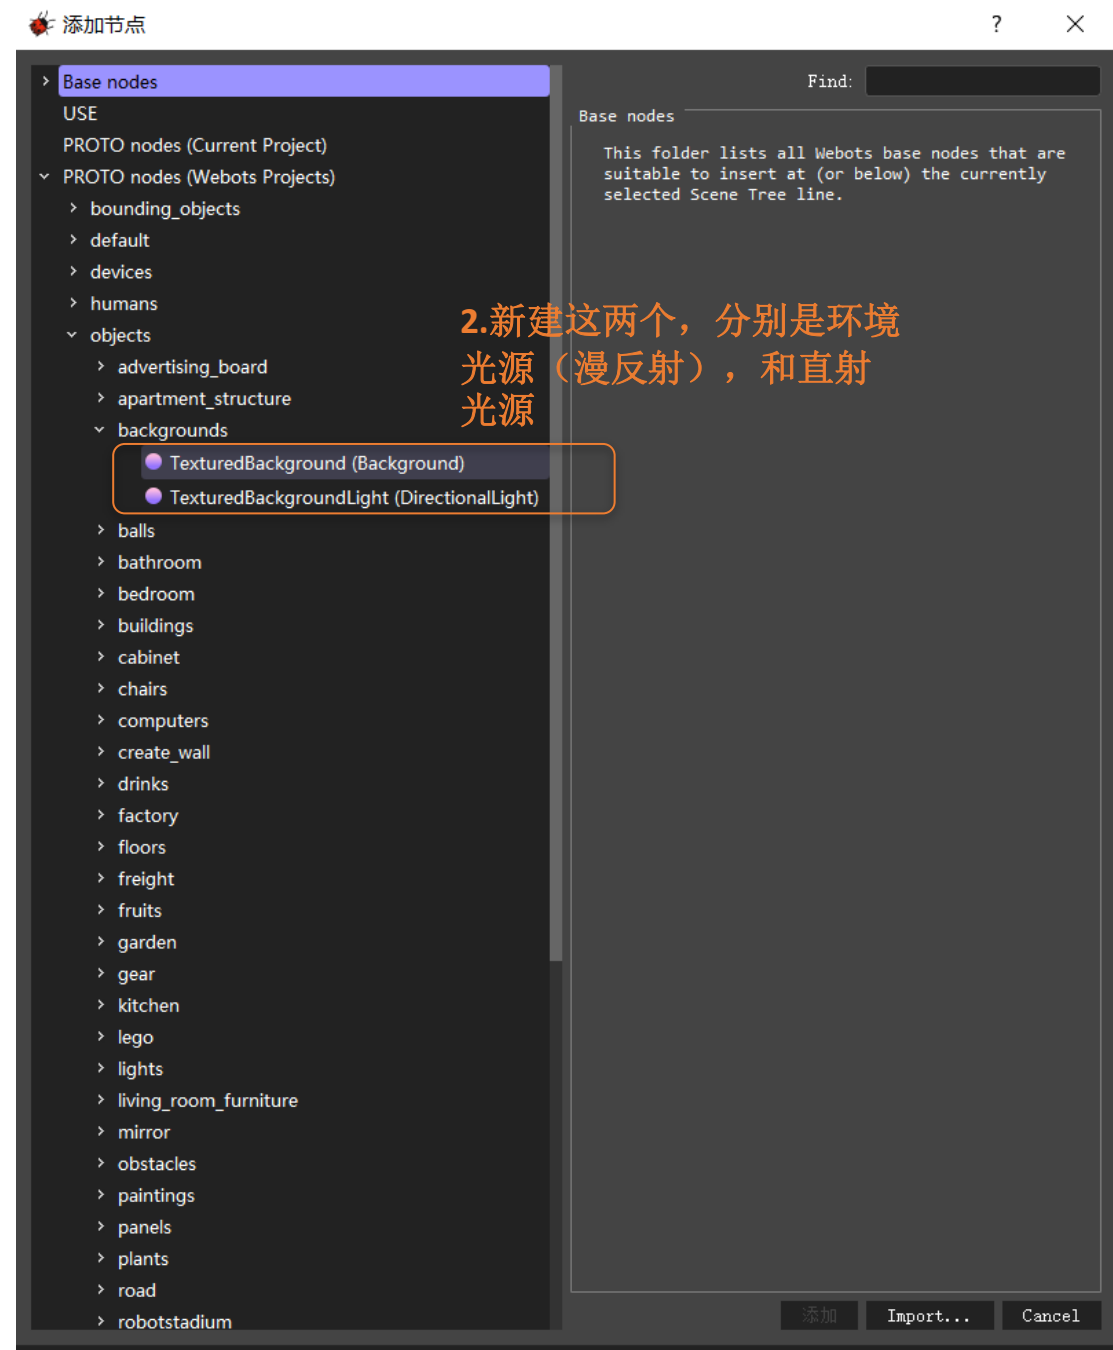 添加节点
Find:
Base nodes
USE
PROTO nodes (Current Project)
PROTO nodes (Webots Projects)
bounding_objects
default
devices
humans
objects
advertising_board
apartment_structure
backgrounds
TexturedBackground (Background)
TexturedBackgroundLight (DirectionalLight)
balls
bathroom
bedroom
buildings
cabinet
chairs
computers
create_wall
drinks
factory
floors
freight
fruits
garden
gear
kitchen
lego
lights
living_room_furniture
mirror
obstacles
paintings
panels
plants
road
robotstadium
Base nodes
This folder lists all Webots base nodes that are
suitable to insert at (or below) the currently
selected Scene Tree line.
2.新建这两个，分别是环境
光源（漫反射），和直射
光源
添加
Import...
Cancel